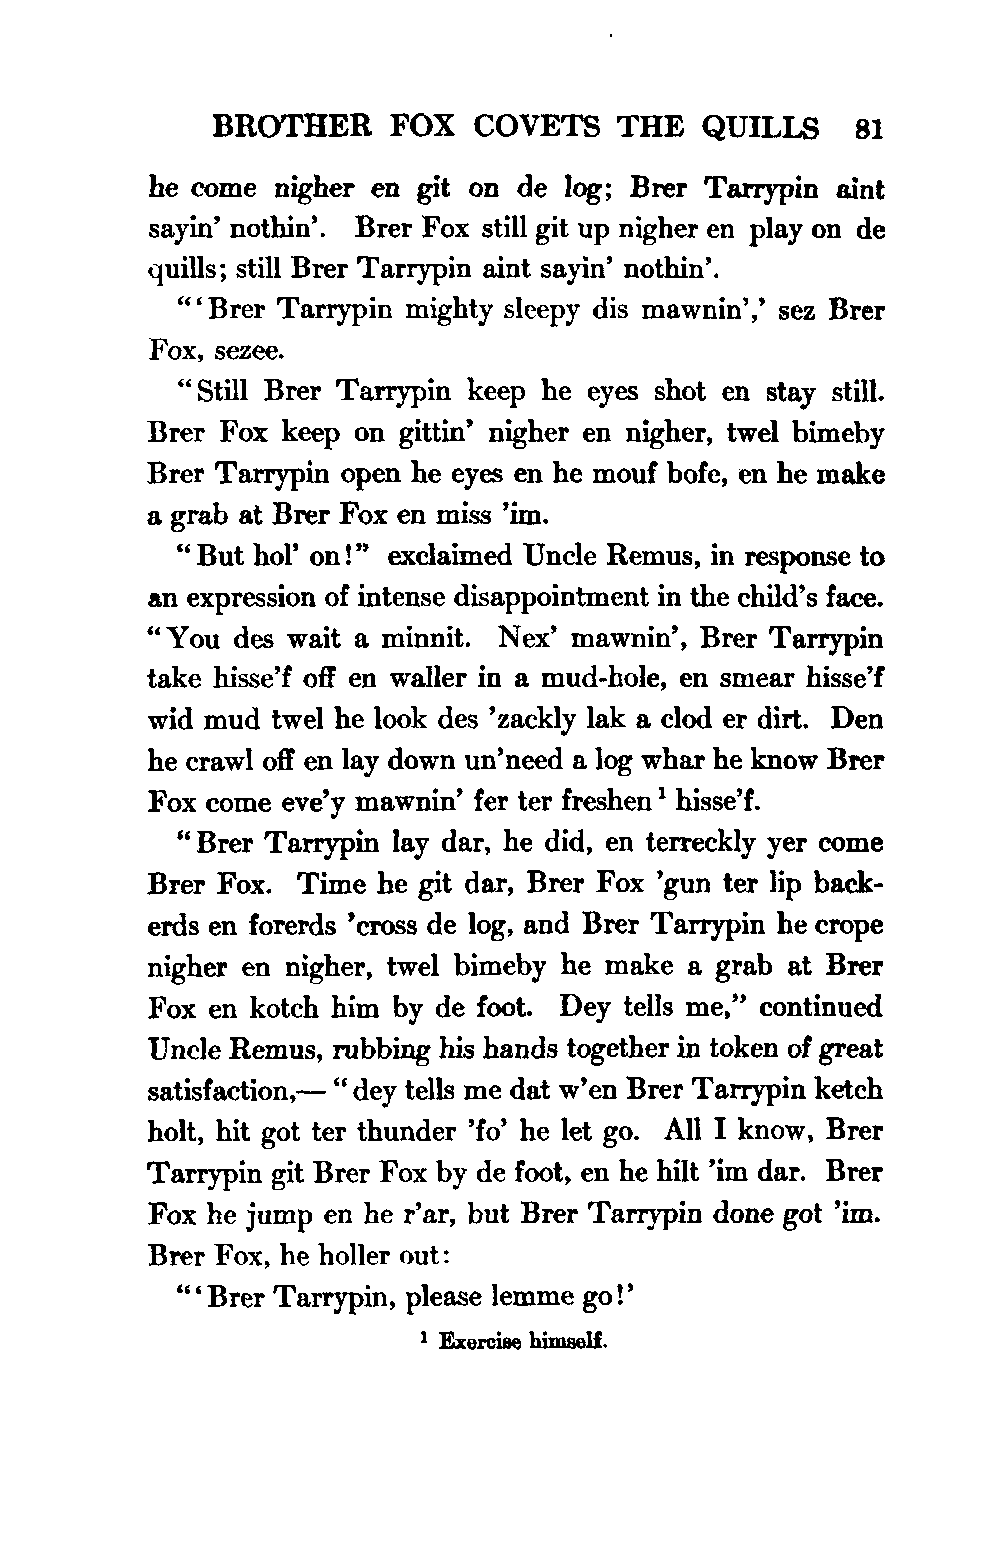 BROTHER FOX COVETS THE QUILLS 81
he come nigher en git on de log; Brer Tarrypin aint
sayin’ nothin’. Brer Fox still git up nigher en play on de
quills; still Brer Tarrypin aint sayin’ nothin’.
“‘Brer Tarrypin mighty sleepy dis mawnin’,’ sez Brer
Fox, sezee.
“Still Brer Tarrypin keep he eyes shot en stay still.
Brer Fox keep on gittin’ nigher en nigher, twel bimeby
Brer Tarrypin open he eyes en he mouf bofe, en he make
a grab at Brer Fox en miss ’im.
“But hol’ on!” exclaimed Uncle Remus, in response to
an expression of intense disappointment in the child’s face.
“You des wait a minnit. Nex’ mawnin’, Brer Tarrypin
take hisse’f off en waller in a mud-hole, en smear hisse’f
wid mud twel he look des ’zackly lak a clod er dirt. Den
he crawl off en lay down un’need a log whar he know Brer
Fox come eve’y mawnin’ fer ter freshen¹ hisse’f.
“Brer Tarrypin lay dar, he did, en terreckly yer come
Brer Fox. Time he git dar, Brer Fox ’gun ter lip back-
erds en forerds ’cross de log, and Brer Tarrypin he crope
nigher en nigher, twel bimeby he make a grab at Brer
Fox en kotch him by de foot. Dey tells me,” continued
Uncle Remus, rubbing his hands together in token of great
satisfaction,— “dey tells me dat w’en Brer Tarrypin ketch
holt, hit got ter thunder ’fo’ he let go. All I know, Brer
Tarrypin git Brer Fox by de foot, en he hilt ’im dar. Brer
Fox he jump en he r’ar, but Brer Tarrypin done got ’im.
Brer Fox, he holler out:
“‘Brer Tarrypin, please lemme go!’
¹ Exercise himself.